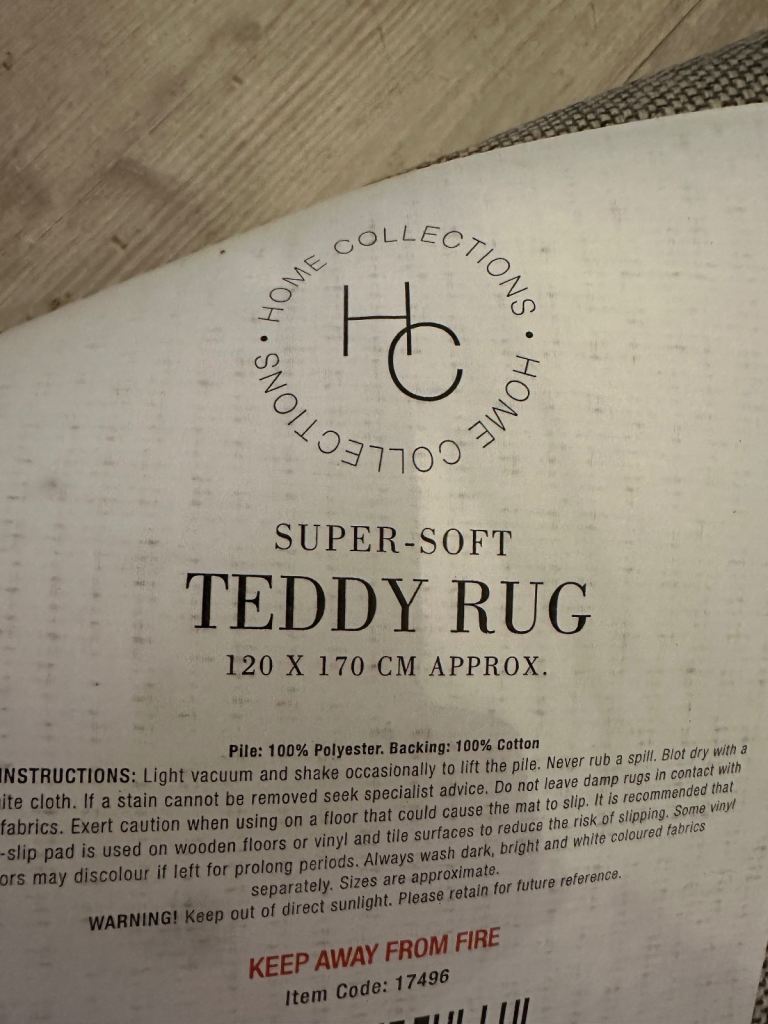 HOME COLLECTIONS • HOME COLLECTIONS •
HC
SUPER-SOFT
TEDDY RUG
120 X 170 CM APPROX.
Pile: 100% Polyester. Backing: 100% Cotton
INSTRUCTIONS: Light vacuum and shake occasionally to lift the pile. Never rub a spill. Blot dry with a
cloth. If a stain cannot be removed seek specialist advice. Do not leave damp rugs in contact with
fabrics. Exert caution when using on a floor that could cause the mat to slip. It is recommended that
-slip pad is used on wooden floors or vinyl and tile surfaces to reduce the risk of slipping. Some vinyl
may discolour if left for prolong periods. Always wash dark, bright and white coloured fabrics
separately. Sizes are approximate.
WARNING! Keep out of direct sunlight. Please retain for future reference.
KEEP AWAY FROM FIRE
Item Code: 17496